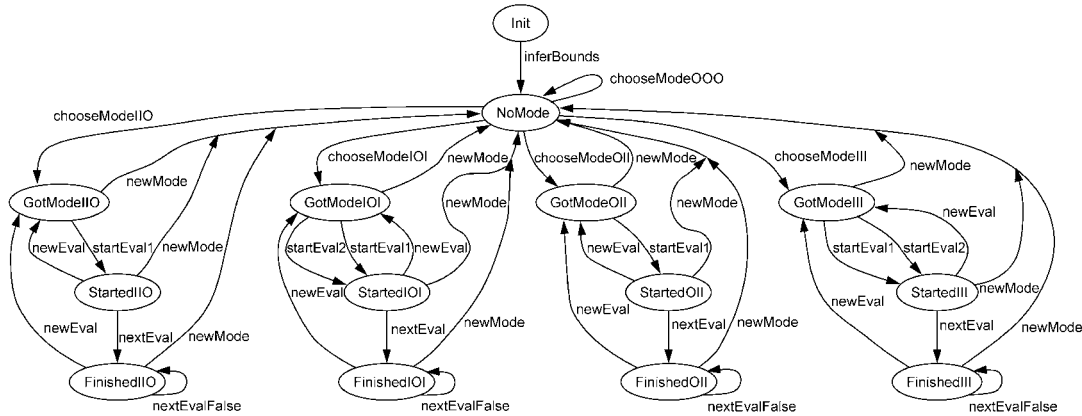 Init
inferBounds
chooseModeOOO
NoMode
chooseModeIIO
chooseModeIOI
newMode
chooseModeOII
newMode
chooseModeIII
newMode
newMode
GotModeIIO
GotModeIOI
newMode
GotModeOII
newMode
GotModeIII
newEval
newEval
startEval1
newMode
startEval2
startEval1
newEval
newEval
startEval1
startEval1
startEval2
StartedIIO
StartedIOI
StartedOII
StartedIII
newMode
newEval
newEval
newEval
newEval
nextEval
newMode
nextEval
newMode
nextEval
newMode
nextEval
newMode
FinishedIIO
FinishedIOI
FinishedOII
FinishedIII
nextEvalFalse
nextEvalFalse
nextEvalFalse
nextEvalFalse